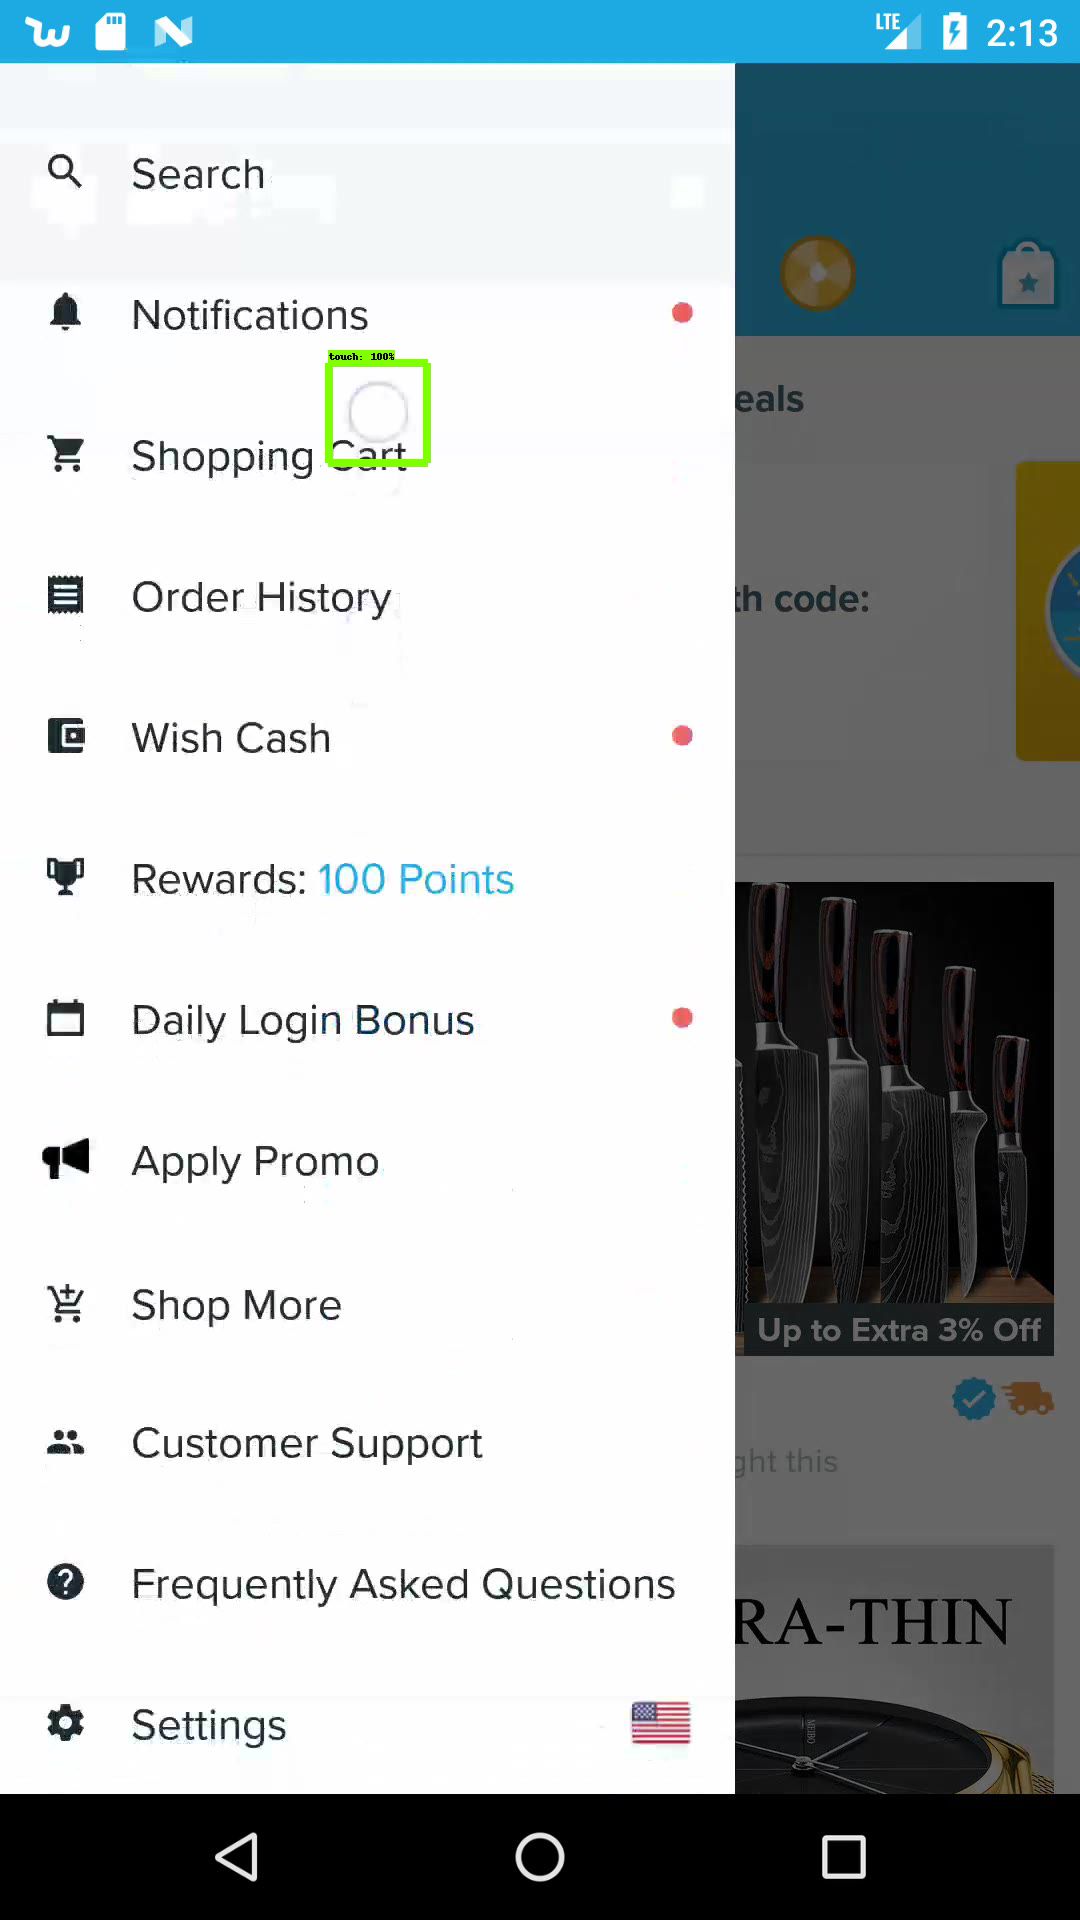 LTE 2:13
Search
Notifications
touch: 100%
eals
Shopping Cart
Order History
th code:
Wish Cash
Rewards: 100 Points
Daily Login Bonus
Apply Promo
Shop More
Up to Extra 3% Off
Customer Support
ght this
Frequently Asked Questions
RA-THIN
Settings
MEIBO